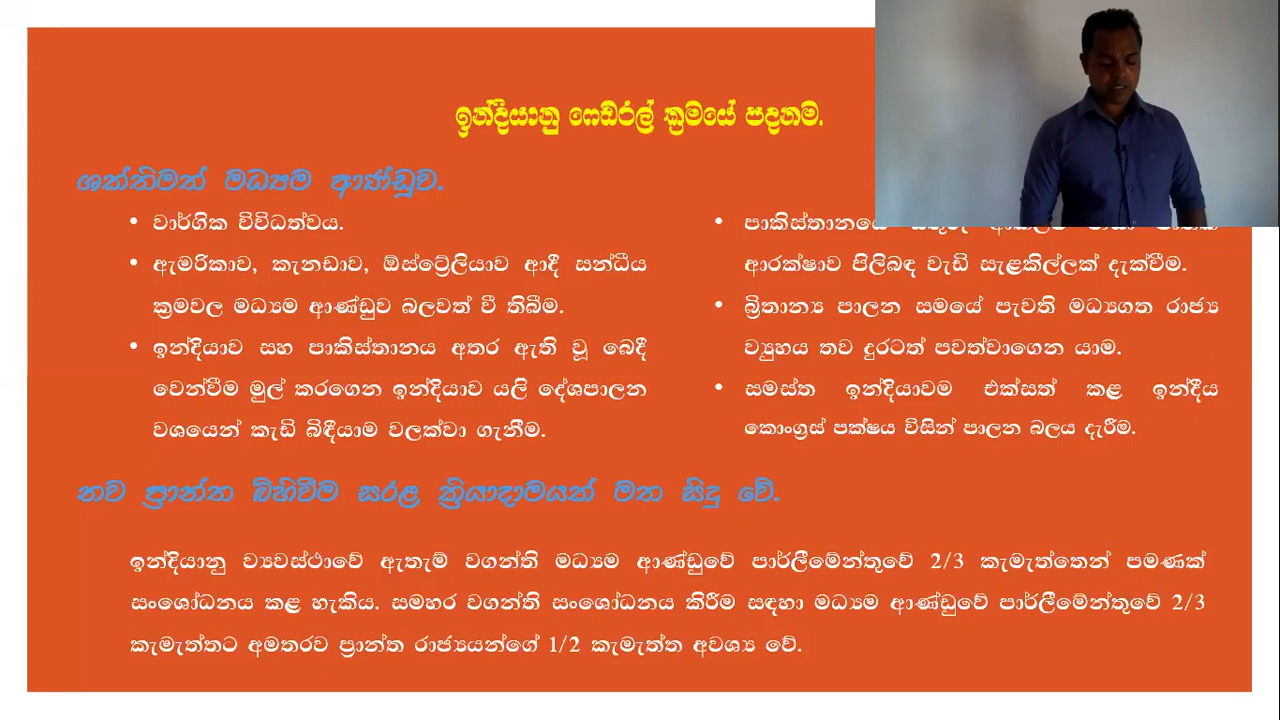 ඉන්දියානු ෆෙඩරල් ක්‍රමයේ පදනම.
ශක්තිමත් මධ්‍යම ආණ්ඩුව.
• වාර්ගික විවිධත්වය.
• ඇමරිකාව, කැනඩාව, ඕස්ට්‍රේලියාව ආදී සන්ධීය
ක්‍රමවල මධ්‍යම ආණ්ඩුව බලවත් වී තිබීම.
• ඉන්දියාව සහ පාකිස්තානය අතර ඇති වූ බෙදී
වෙන්වීම මුල් කරගෙන ඉන්දියාව යලි දේශපාලන
වශයෙන් කැඩි බිඳීයාම වලක්වා ගැනීම.
• පාකිස්තානයෙ
ආරක්ෂාව පිලිබඳ වැඩි සැළකිල්ලක් දැක්වීම.
• බ්‍රිතාන්‍ය පාලන සමයේ පැවති මධ්‍යගත රාජ්‍ය
ව්‍යුහය තව දුරටත් පවත්වාගෙන යාම.
• සමස්ත ඉන්දියාවම එක්සත් කළ ඉන්දීය
කොංග්‍රස් පක්ෂය විසින් පාලන බලය දැරීම.
නව ප්‍රාන්ත බිහිවීම සරළ ක්‍රියාදාමයක් මත සිදු වේ.
ඉන්දියානු ව්‍යවස්ථාවේ ඇතැම් වගන්ති මධ්‍යම ආණ්ඩුවේ පාර්ලිමේන්තුවේ 2/3 කැමැත්තෙන් පමණක්
සංශෝධනය කළ හැකිය. සමහර වගන්ති සංශෝධනය කිරීම සඳහා මධ්‍යම ආණ්ඩුවේ පාර්ලිමේන්තුවේ 2/3
කැමැත්තට අමතරව ප්‍රාන්ත රාජ්‍යයන්ගේ 1/2 කැමැත්ත අවශ්‍ය වේ.